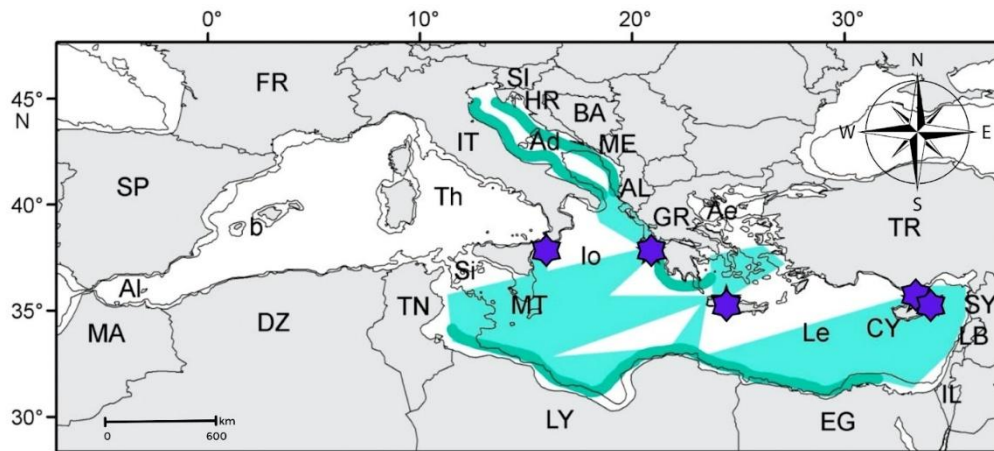 0° 10° 20° 30°
N
W E
S
45°
N
40°
35°
30°
FR
SI
HR
BA
IT
Ad
ME
SP
Th
AL
GR
Ae
TR
b
Io
Al
Si
MT
TN
MA
DZ
Le
CY
SY
LB
IL
LY
EG
km
0 600